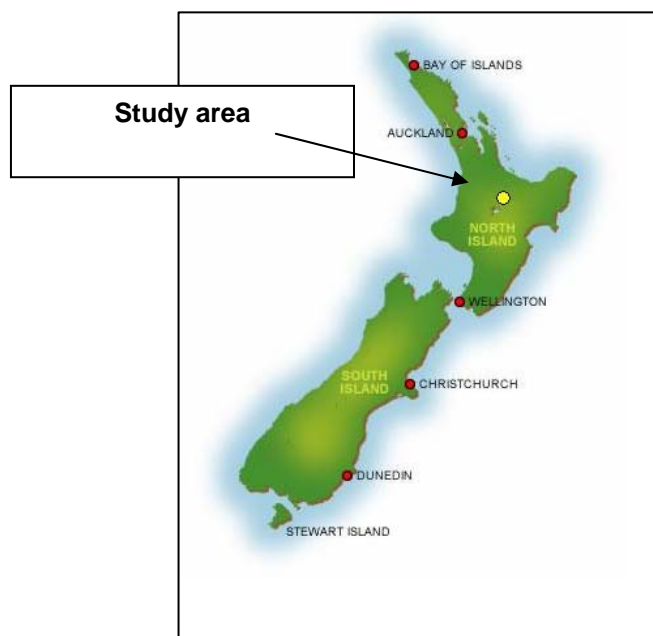 BAY OF ISLANDS
Study area
AUCKLAND
NORTH
ISLAND
WELLINGTON
SOUTH
ISLAND
CHRISTCHURCH
DUNEDIN
STEWART ISLAND